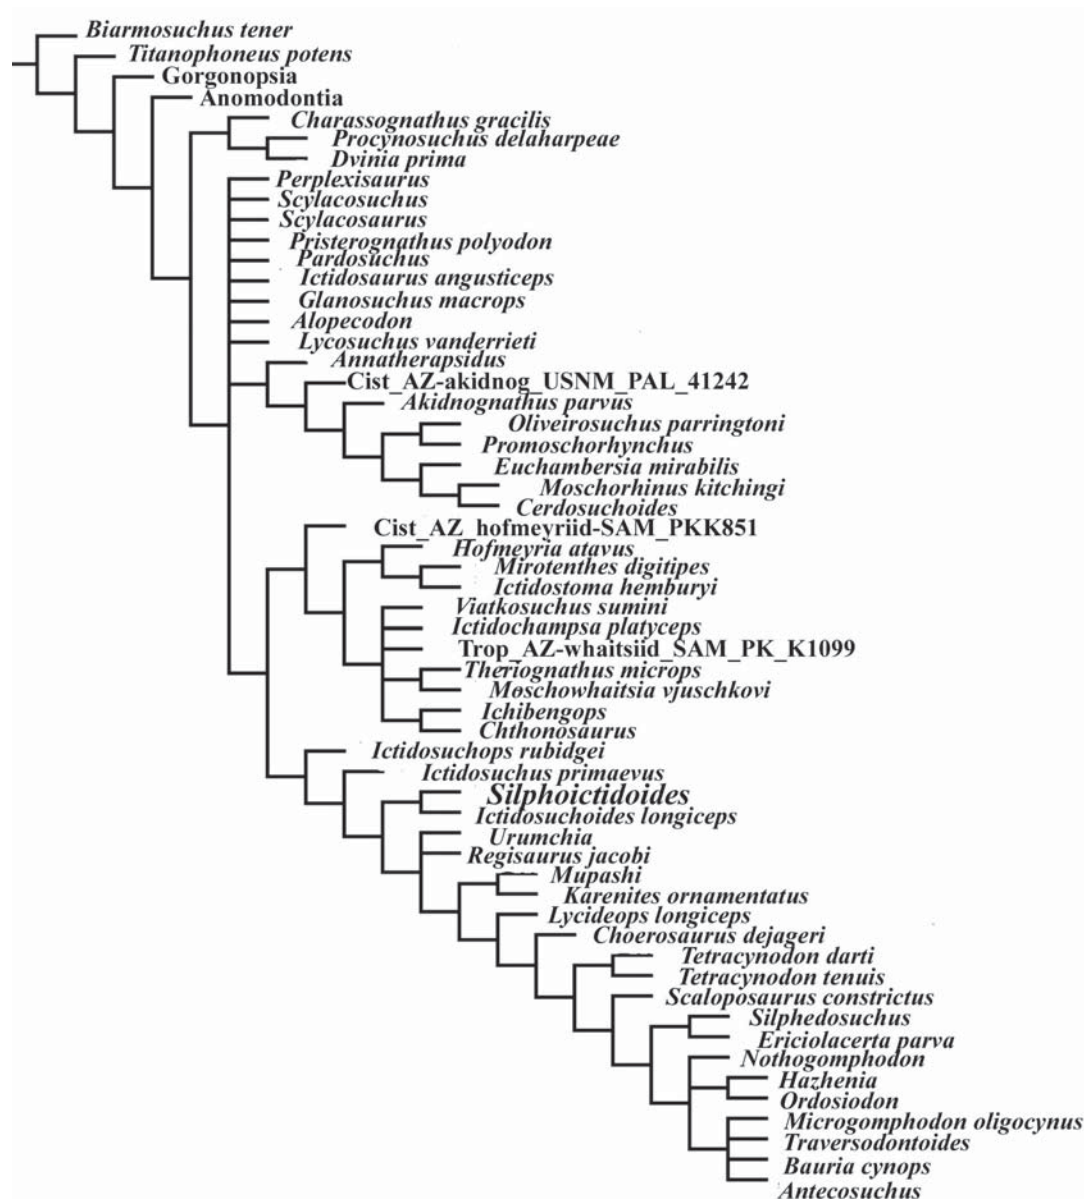 Biarmosuchus tener
Titanophoneus potens
Gorgonopsia
Anomodontia
Charassognathus gracilis
Procynosuchus delaharpeae
Dvinia prima
Perplexisaurus
Scylacosuchus
Scylacosaurus
Pristerognathus polyodon
Pardosuchus
Ictidosaurus angusticeps
Glanosuchus macrops
Alopecodon
Lycosuchus vanderrieti
Annatherapsidus
Cist_AZ-akidnog_USNM_PAL_41242
Akidnognathus parvus
Oliveirosuchus parringtoni
Promoschorhynchus
Euchambersia mirabilis
Moschorhinus kitchingi
Cerdosuchoides
Cist_AZ_hofmeyriid-SAM_PKK851
Hofmeyria atavus
Mirotenthes digitipes
Ictidostoma hemburyi
Viatkosuchus sumini
Ictidochampsa platyceps
Trop_AZ-whaitsiid_SAM_PK_K1099
Theriognathus microps
Moschowhaitsia vjuschkovi
Ichibengops
Chthonosaurus
Ictidosuchops rubidgei
Ictidosuchus primaevus
Silphoictidoides
Ictidosuchoides longiceps
Urumchia
Regisaurus jacobi
Mupashi
Karenites ornamentatus
Lycideops longiceps
Choerosaurus dejageri
Tetracynodon darti
Tetracynodon tenuis
Scaloposaurus constrictus
Silphedosuchus
Ericiolacerta parva
Nothogomphodon
Hazhenia
Ordosiodon
Microgomphodon oligocynus
Traversodontoides
Bauria cynops
Antecosuchus